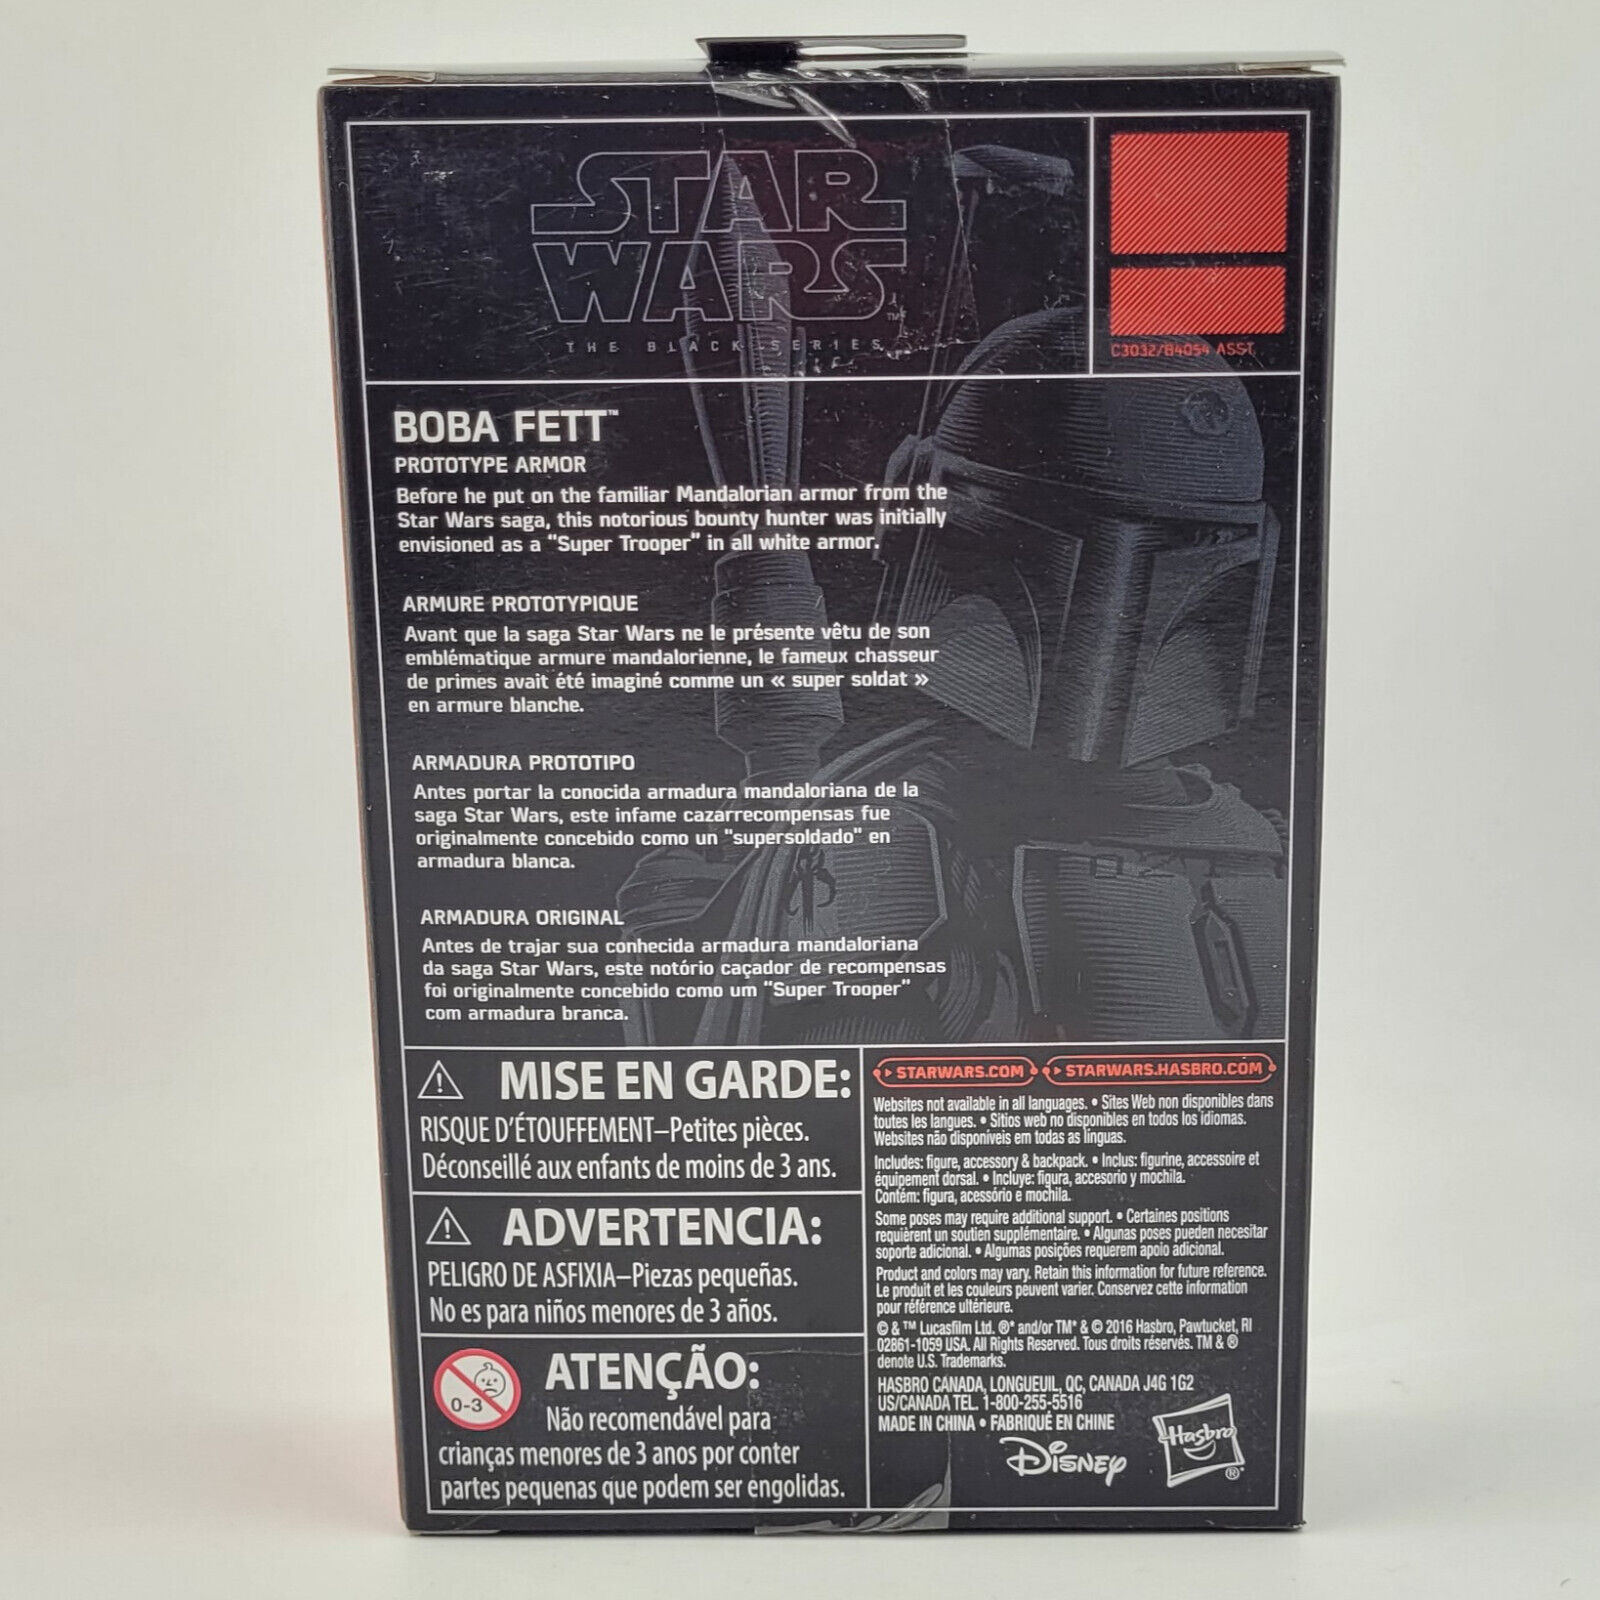 STAR
WARS
™
THE BLACK SERIES
C3032/B4054 ASST.
BOBA FETT™
PROTOTYPE ARMOR
Before he put on the familiar Mandalorian armor from the
Star Wars saga, this notorious bounty hunter was initially
envisioned as a "Super Trooper" in all white armor.
ARMURE PROTOTYPIQUE
Avant que la saga Star Wars ne le présente vêtu de son
emblématique armure mandalorienne, le fameux chasseur
de primes avait été imaginé comme un « super soldat »
en armure blanche.
ARMADURA PROTOTIPO
Antes portar la conocida armadura mandaloriana de la
saga Star Wars, este infame cazarrecompensas fue
originalmente concebido como un "supersoldado" en
armadura blanca.
ARMADURA ORIGINAL
Antes de trajar sua conhecida armadura mandaloriana
da saga Star Wars, este notório caçador de recompensas
foi originalmente concebido como um "Super Trooper"
com armadura branca.
MISE EN GARDE:
RISQUE D'ÉTOUFFEMENT–Petites pièces.
Déconseillé aux enfants de moins de 3 ans.
ADVERTENCIA:
PELIGRO DE ASFIXIA–Piezas pequeñas.
No es para niños menores de 3 años.
0-3
ATENÇÃO:
Não recomendável para
crianças menores de 3 anos por conter
partes pequenas que podem ser engolidas.
STARWARS.COM STARWARS.HASBRO.COM
Websites not available in all languages. • Sites Web non disponibles dans
toutes les langues. • Sitios web no disponibles en todos los idiomas.
Websites não disponíveis em todas as línguas.
Includes: figure, accessory & backpack. • Inclus: figurine, accessoire et
équipement dorsal. • Incluye: figura, accesorio y mochila.
Contém: figura, acessório e mochila.
Some poses may require additional support. • Certaines positions
requièrent un soutien supplémentaire. • Algunas poses pueden necesitar
soporte adicional. • Algumas posições requerem apoio adicional.
Product and colors may vary. Retain this information for future reference.
Le produit et les couleurs peuvent varier. Conservez cette information
pour référence ultérieure.
© & ™ Lucasfilm Ltd. ®* and/or TM* & © 2016 Hasbro, Pawtucket, RI
02861-1059 USA. All Rights Reserved. Tous droits réservés. TM & ®
denote U.S. Trademarks.
HASBRO CANADA, LONGUEUIL, QC, CANADA J4G 1G2
US/CANADA TEL. 1-800-255-5516
MADE IN CHINA • FABRIQUÉ EN CHINE
Disney
Hasbro
®*